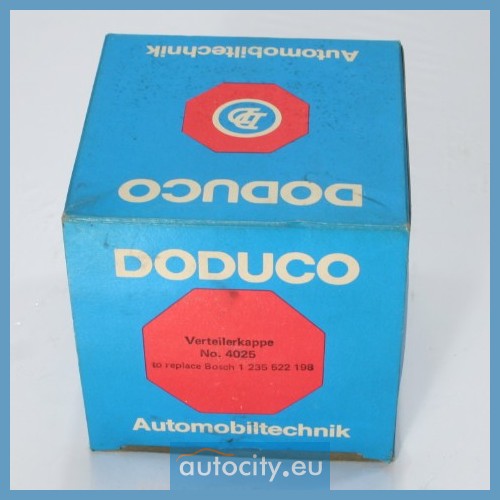 Automobiltechnik
DODUCO
DODUCO
Verteilerkappe
No. 4025
to replace Bosch 1 235 522 198
Automobiltechnik
autocity.eu